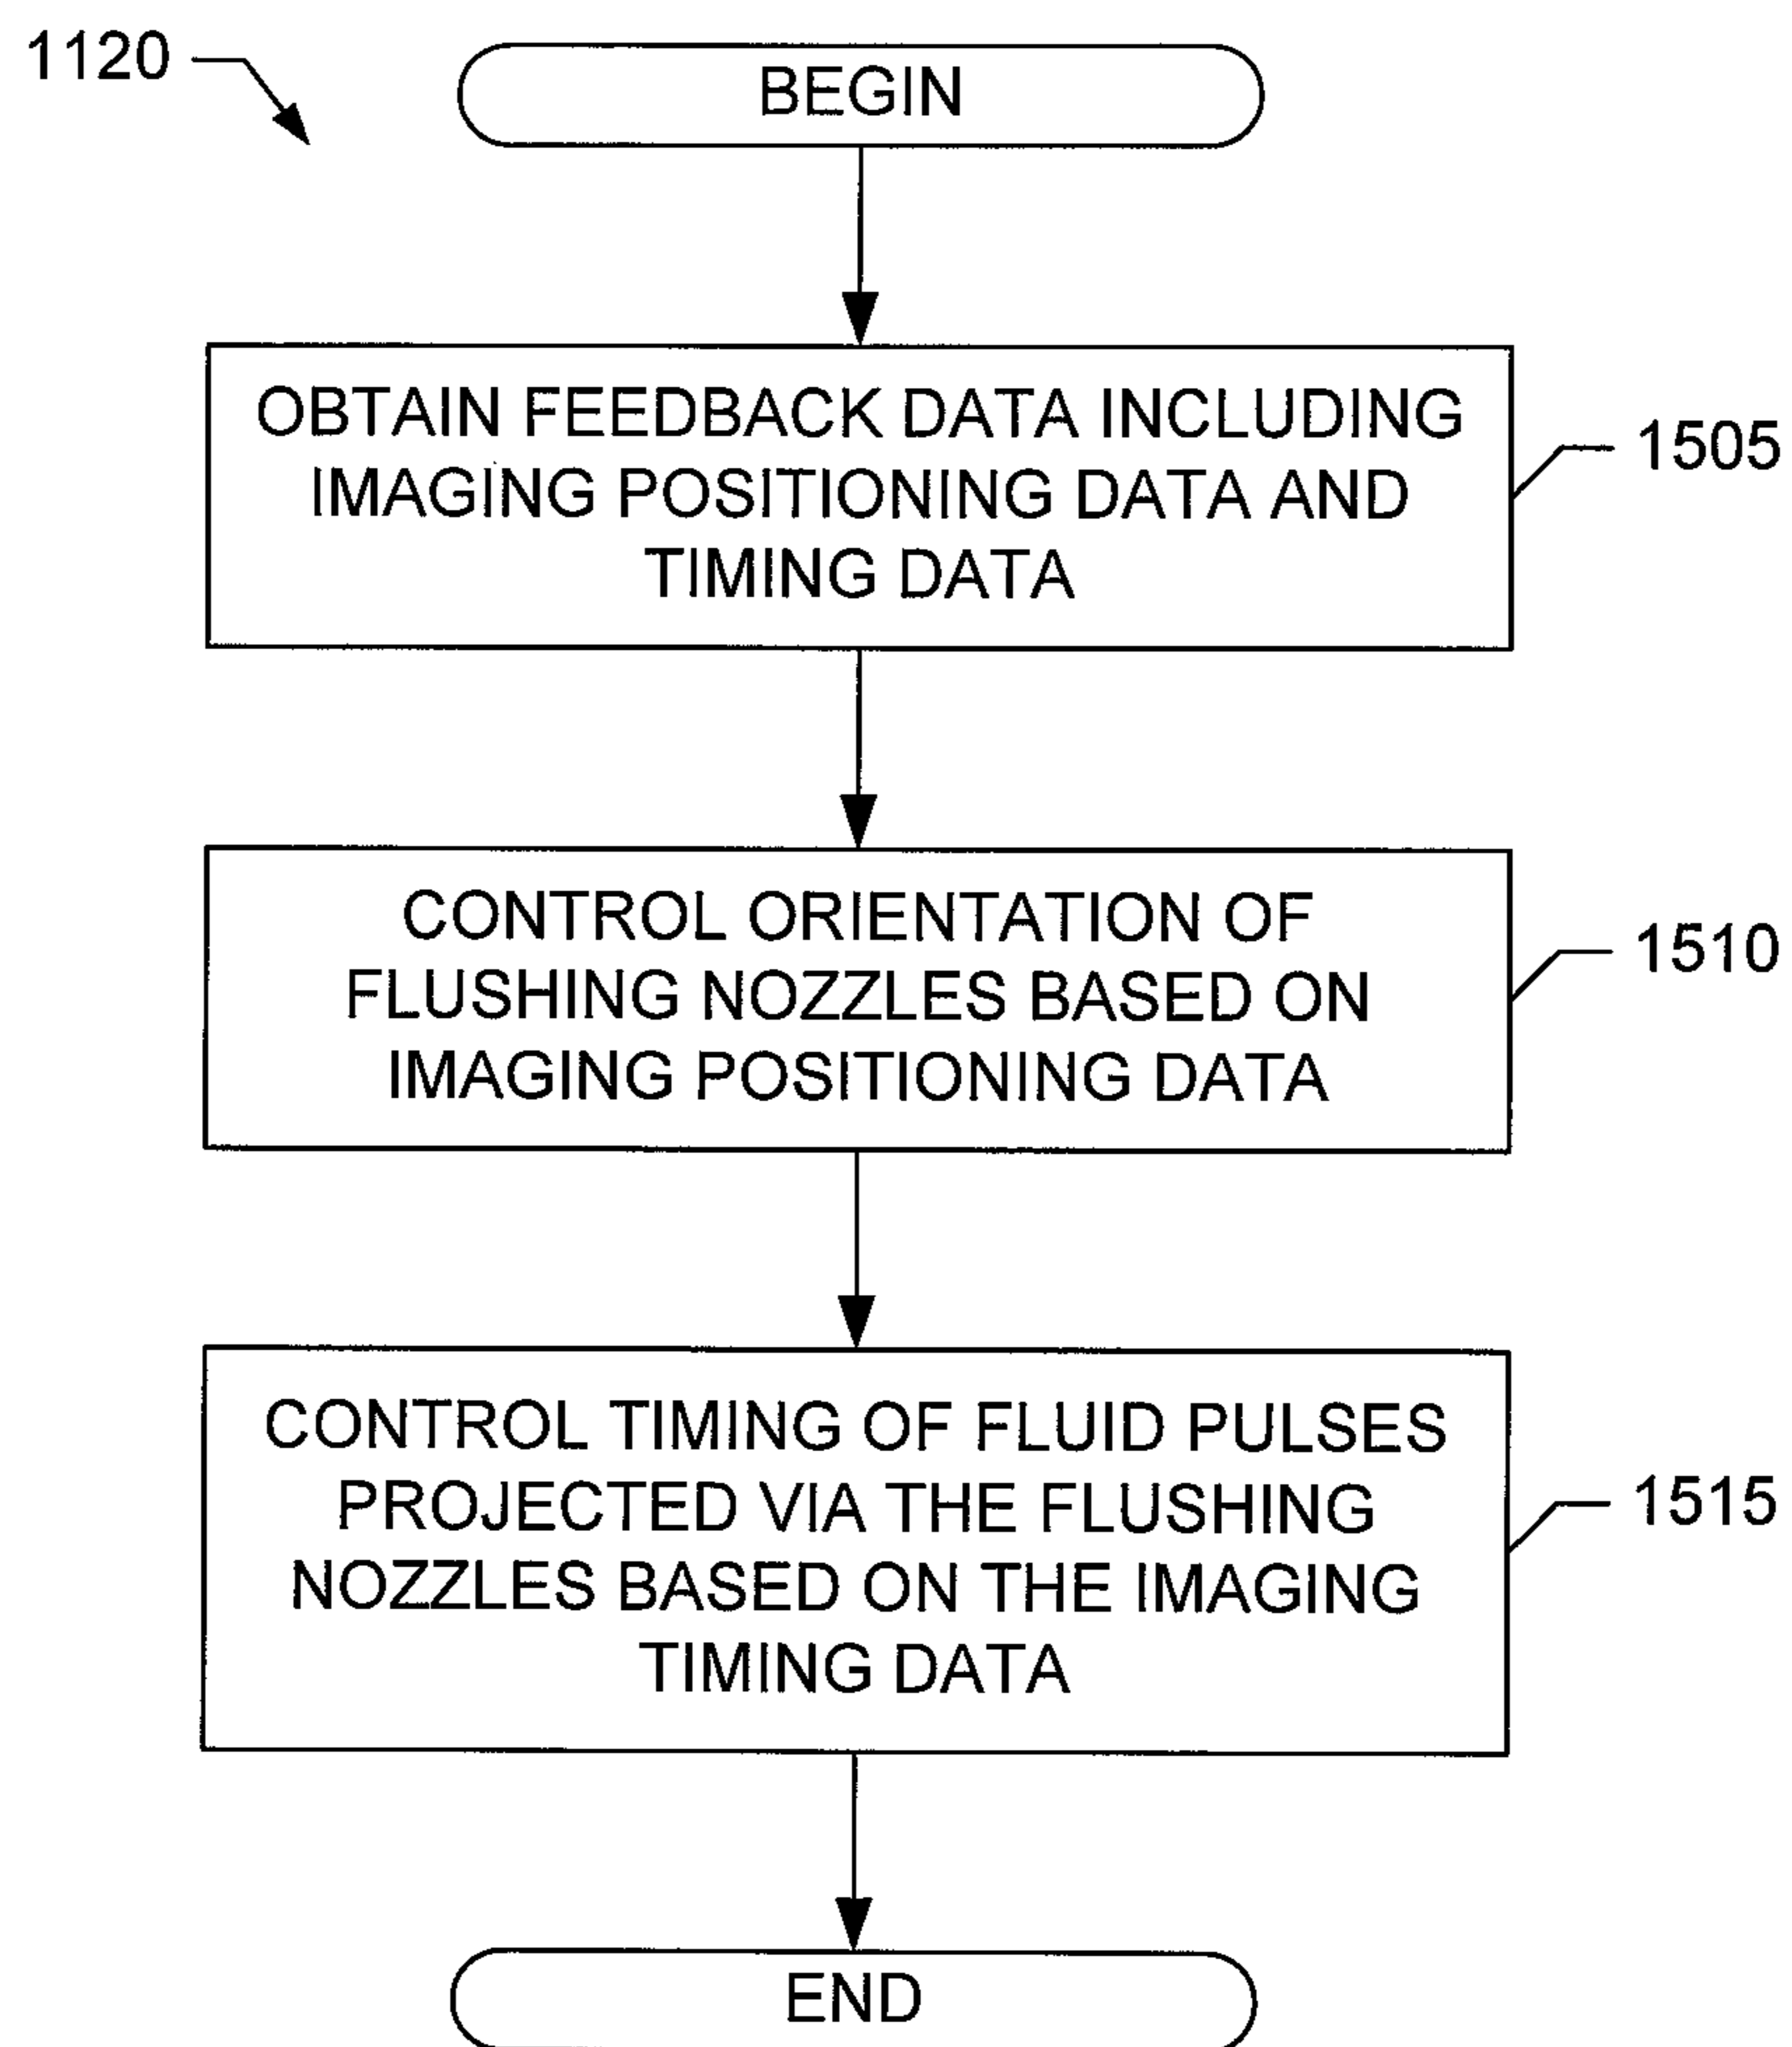 1120
BEGIN
OBTAIN FEEDBACK DATA INCLUDING
IMAGING POSITIONING DATA AND
TIMING DATA
1505
CONTROL ORIENTATION OF
FLUSHING NOZZLES BASED ON
IMAGING POSITIONING DATA
1510
CONTROL TIMING OF FLUID PULSES
PROJECTED VIA THE FLUSHING
NOZZLES BASED ON THE IMAGING
TIMING DATA
1515
END